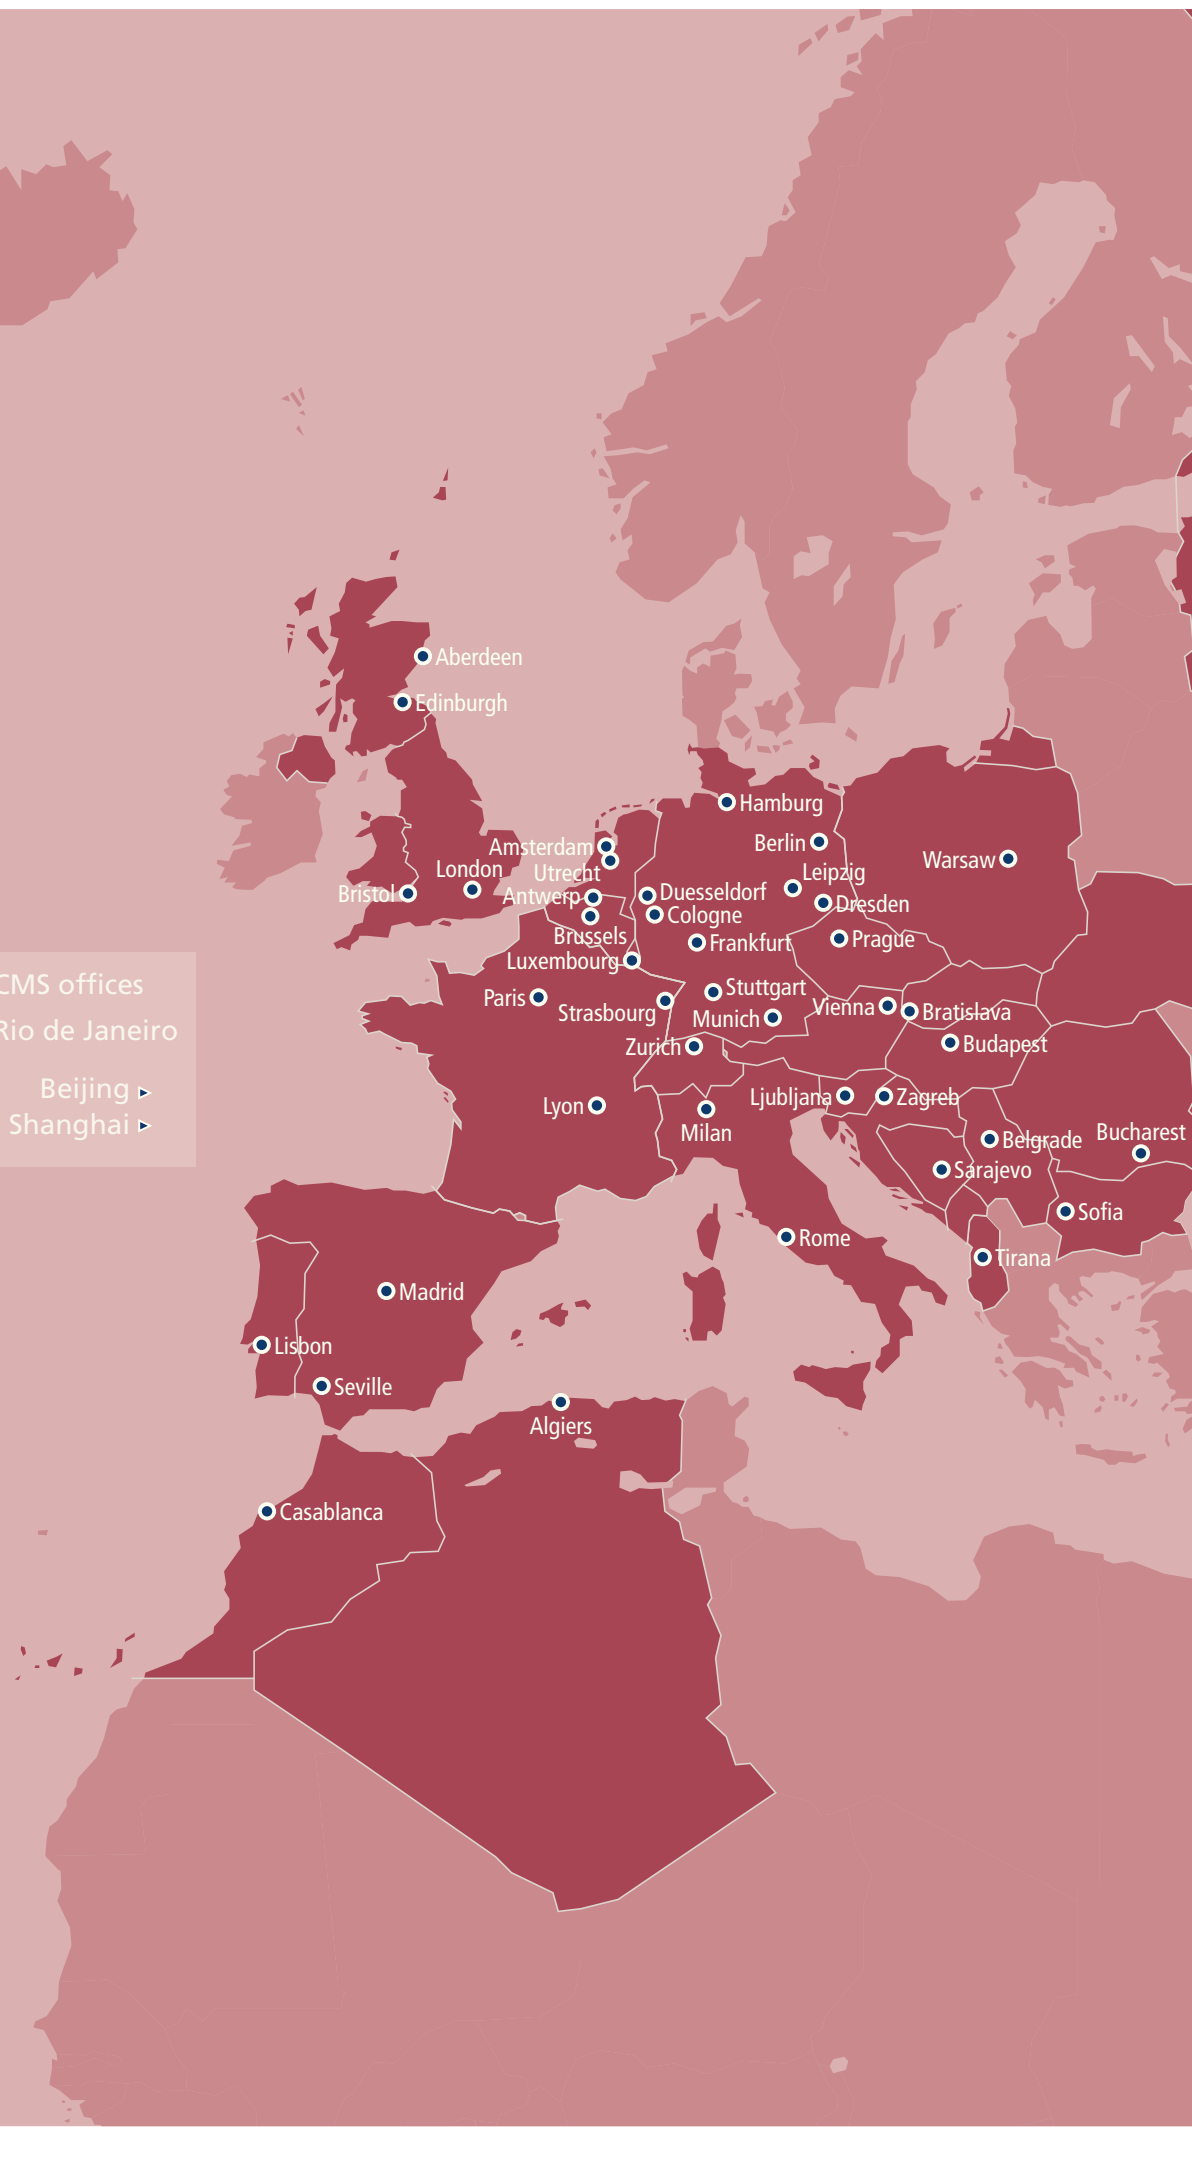 Aberdeen
Edinburgh
Hamburg
Berlin
Amsterdam
Utrecht
Warsaw
London
Leipzig
Bristol
Antwerp
Duesseldorf
Dresden
Cologne
Brussels
Frankfurt
Prague
Luxembourg
CMS offices
Paris
Strasbourg
Stuttgart
Vienna
Bratislava
Munich
Rio de Janeiro
Zurich
Budapest
Beijing
Ljubljana
Zagreb
Lyon
Shanghai
Milan
Belgrade
Bucharest
Sarajevo
Sofia
Rome
Tirana
Madrid
Lisbon
Seville
Algiers
Casablanca